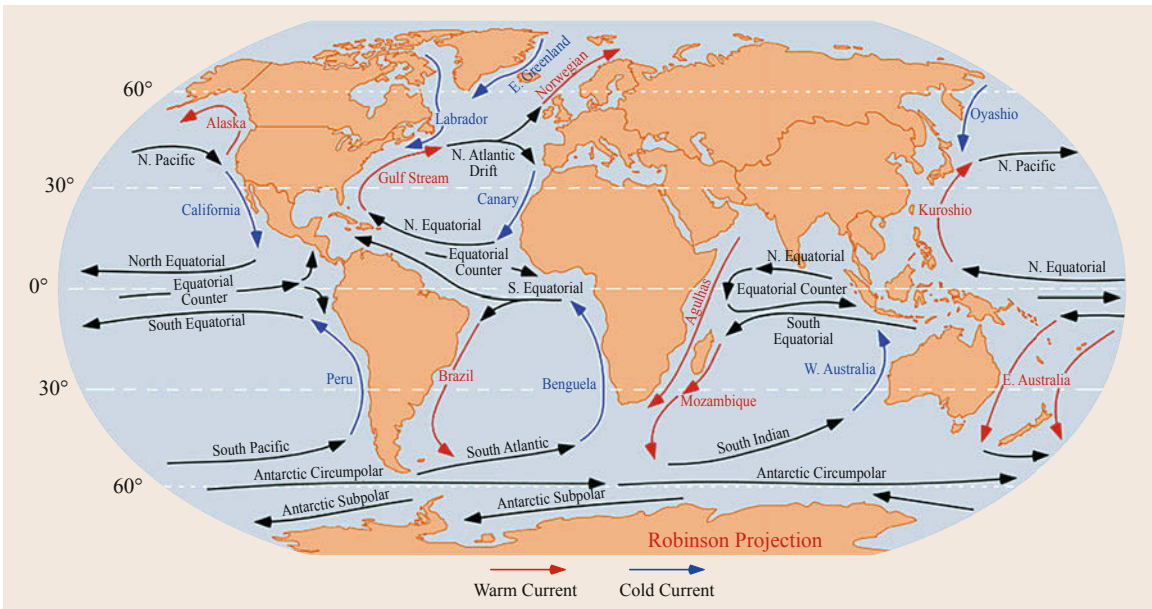 E. Greenland
Norwegian
60°
Alaska
Labrador
Oyashio
N. Pacific
N. Atlantic
Drift
N. Pacific
Gulf Stream
30°
California
Canary
Kuroshio
N. Equatorial
North Equatorial
Equatorial
Counter
N. Equatorial
N. Equatorial
Equatorial
Counter
0°
S. Equatorial
Equatorial Counter
Agulhas
South Equatorial
South
Equatorial
Peru
Brazil
Benguela
W. Australia
E. Australia
30°
Mozambique
South Pacific
South Atlantic
South Indian
Antarctic Circumpolar
Antarctic Circumpolar
60°
Antarctic Subpolar
Antarctic Subpolar
Robinson Projection
Warm Current
Cold Current